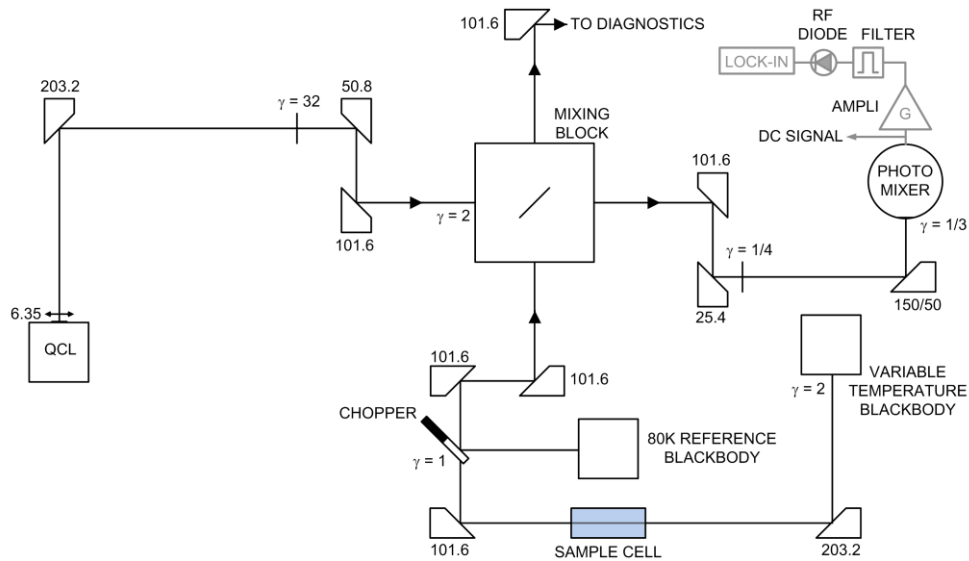 101.6
TO DIAGNOSTICS
RF
DIODE
FILTER
LOCK-IN
AMPLI
G
DC SIGNAL
203.2
γ = 32
50.8
MIXING
BLOCK
101.6
PHOTO
MIXER
γ = 2
101.6
γ = 1/3
γ = 1/4
25.4
150/50
6.35
QCL
101.6
101.6
γ = 2
VARIABLE
TEMPERATURE
BLACKBODY
CHOPPER
γ = 1
80K REFERENCE
BLACKBODY
101.6
SAMPLE CELL
203.2